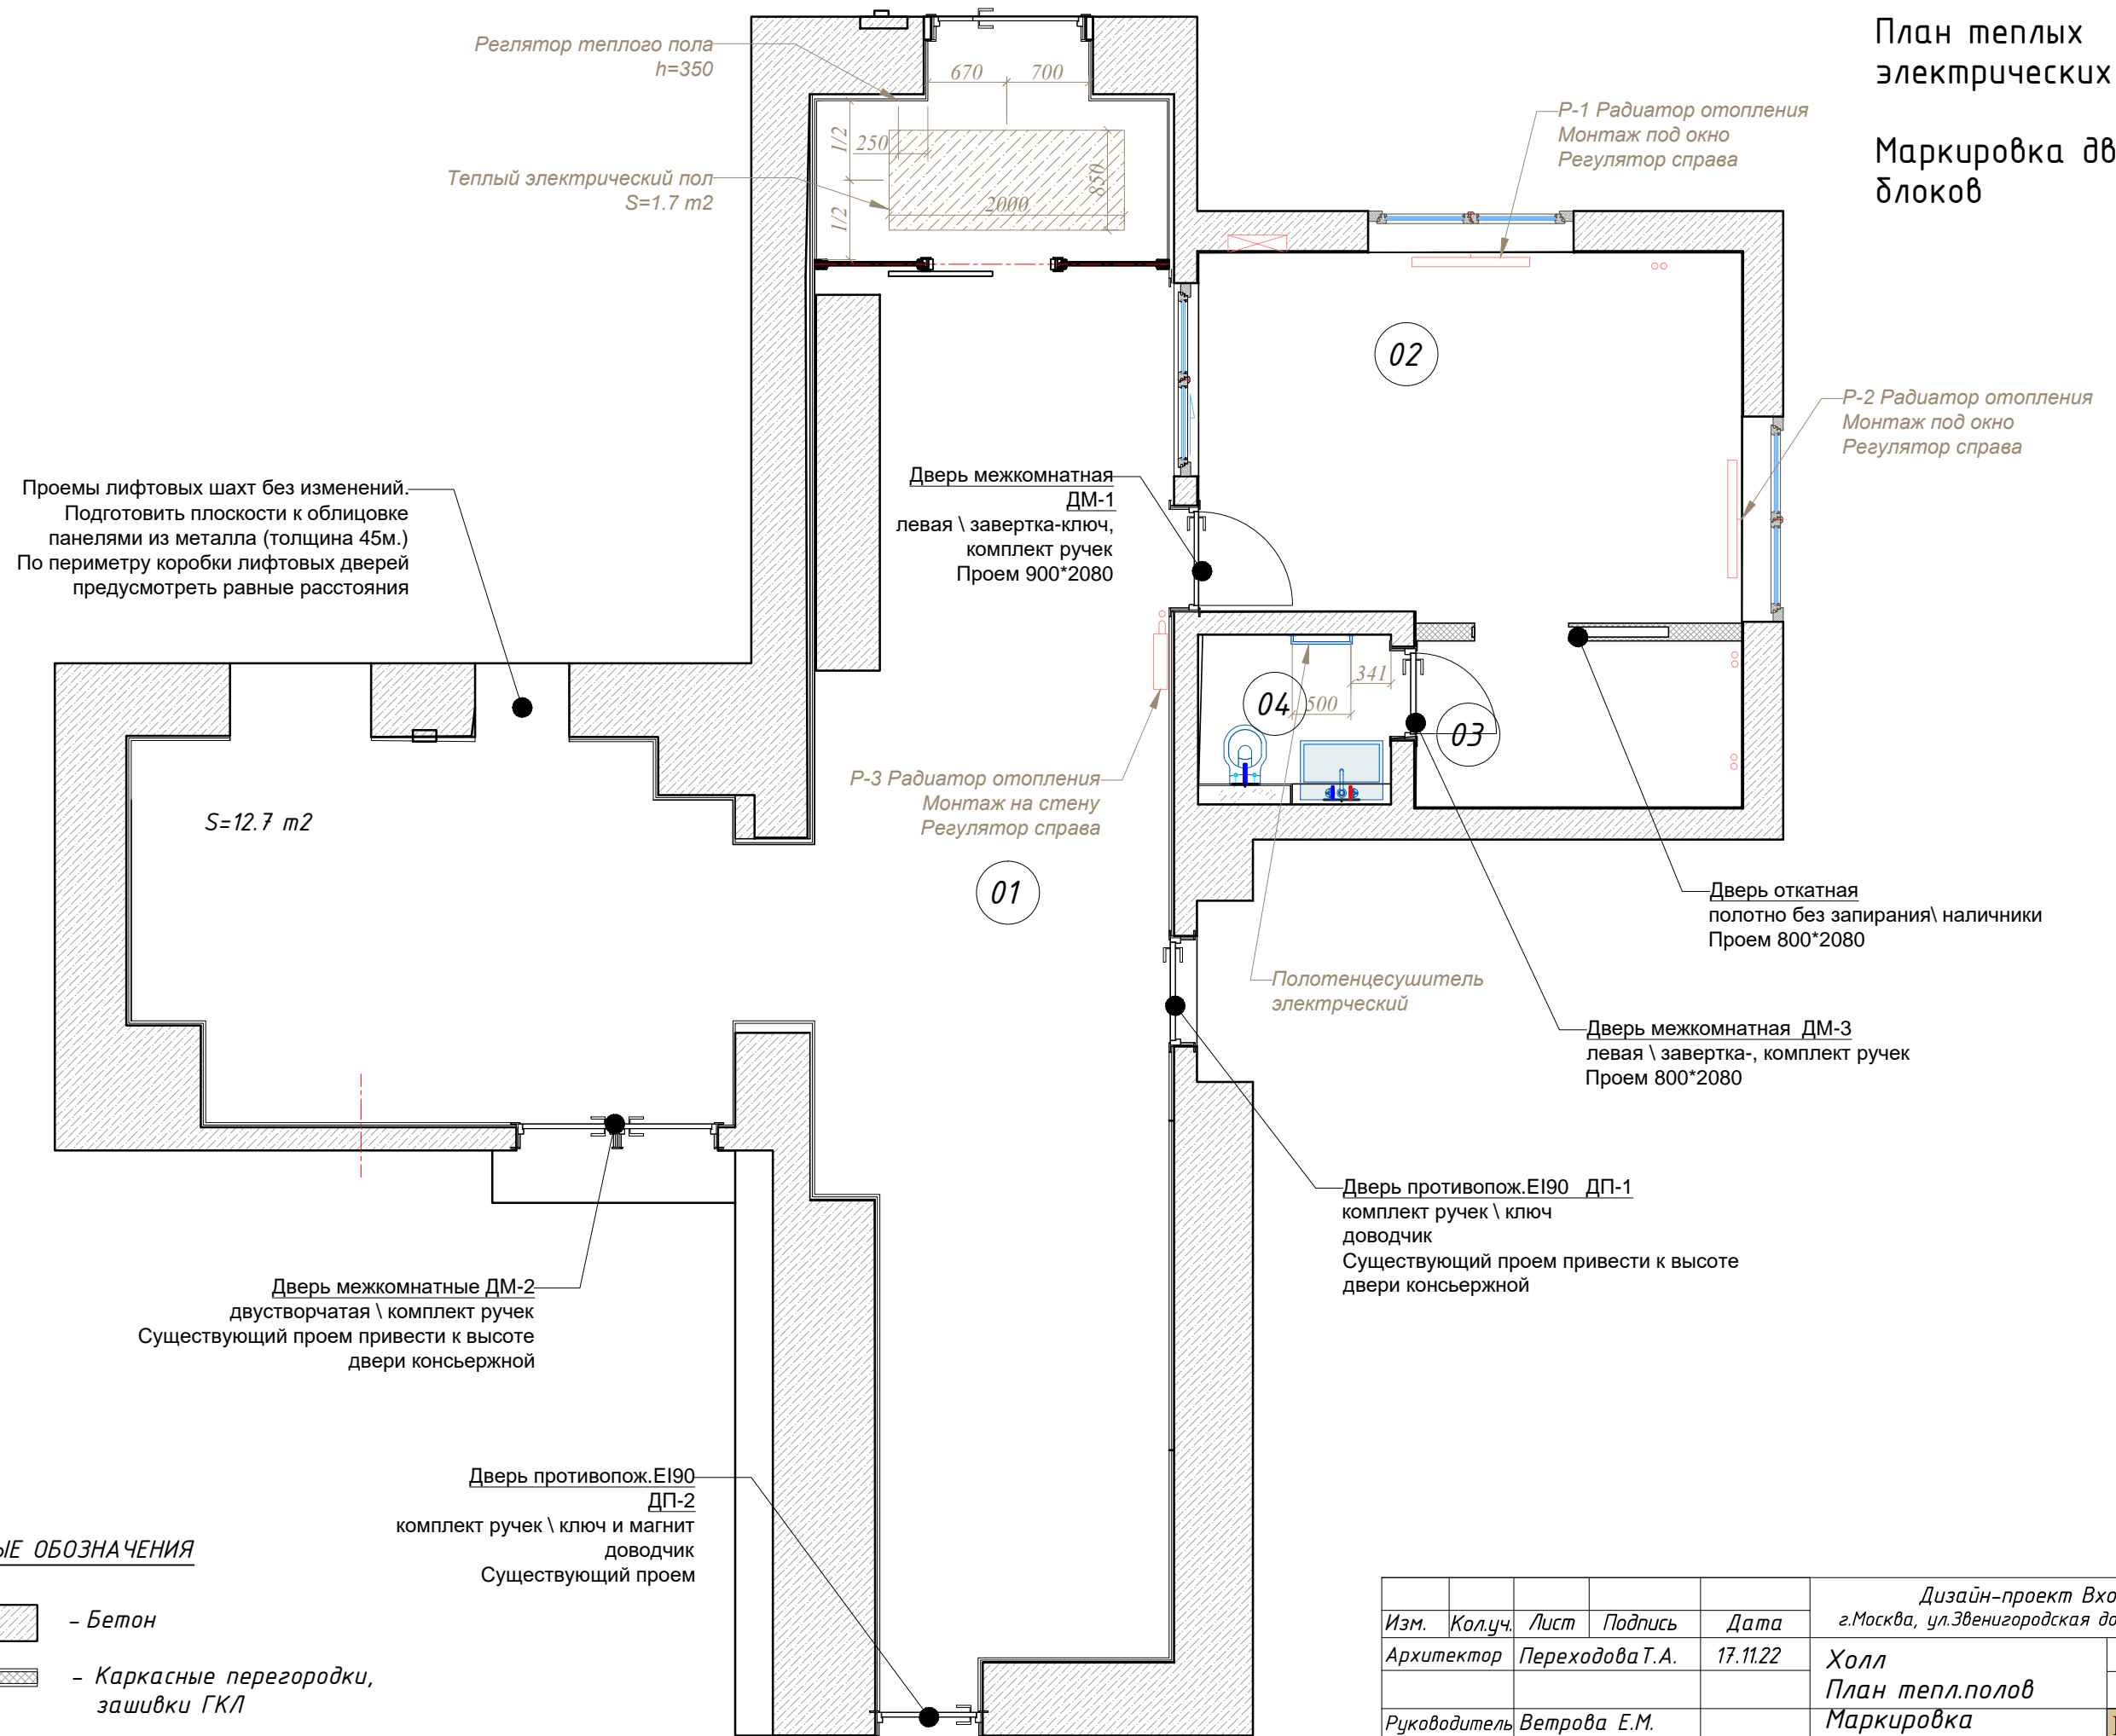 План теплых
электрических
Маркировка дв
блоков
Реглятор теплого пола
h=350
670
700
1/2
250
850
2000
1/2
Теплый электрический пол
S=1.7 m2
Р-1 Радиатор отопления
Монтаж под окно
Регулятор справа
02
Р-2 Радиатор отопления
Монтаж под окно
Регулятор справа
Проемы лифтовых шахт без изменений.
Подготовить плоскости к облицовке
панелями из металла (толщина 45м.)
По периметру коробки лифтовых дверей
предусмотреть равные расстояния
Дверь межкомнатная
ДМ-1
левая \ завертка-ключ,
комплект ручек
Проем 900*2080
341
500
04
03
S=12.7 m2
Р-3 Радиатор отопления
Монтаж на стену
Регулятор справа
01
Дверь откатная
полотно без запирания\ наличники
Проем 800*2080
Полотенцесушитель
электрческий
Дверь межкомнатная ДМ-3
левая \ завертка-, комплект ручек
Проем 800*2080
Дверь противопож.EI90 ДП-1
комплект ручек \ ключ
доводчик
Существующий проем привести к высоте
двери консьержной
Дверь межкомнатные ДМ-2
двустворчатая \ комплект ручек
Существующий проем привести к высоте
двери консьержной
Дверь противопож.EI90
ДП-2
комплект ручек \ ключ и магнит
доводчик
Существующий проем
ЫЕ ОБОЗНАЧЕНИЯ
- Бетон
- Каркасные перегородки,
зашивки ГКЛ
Дизайн-проект Вхо
г.Москва, ул.Звенигородская до
Изм. Кол.уч. Лист Подпись Дата
Архитектор Переходова Т.А. 17.11.22
Холл
План тепл.полов
Маркировка
Руководитель Ветрова Е.М.